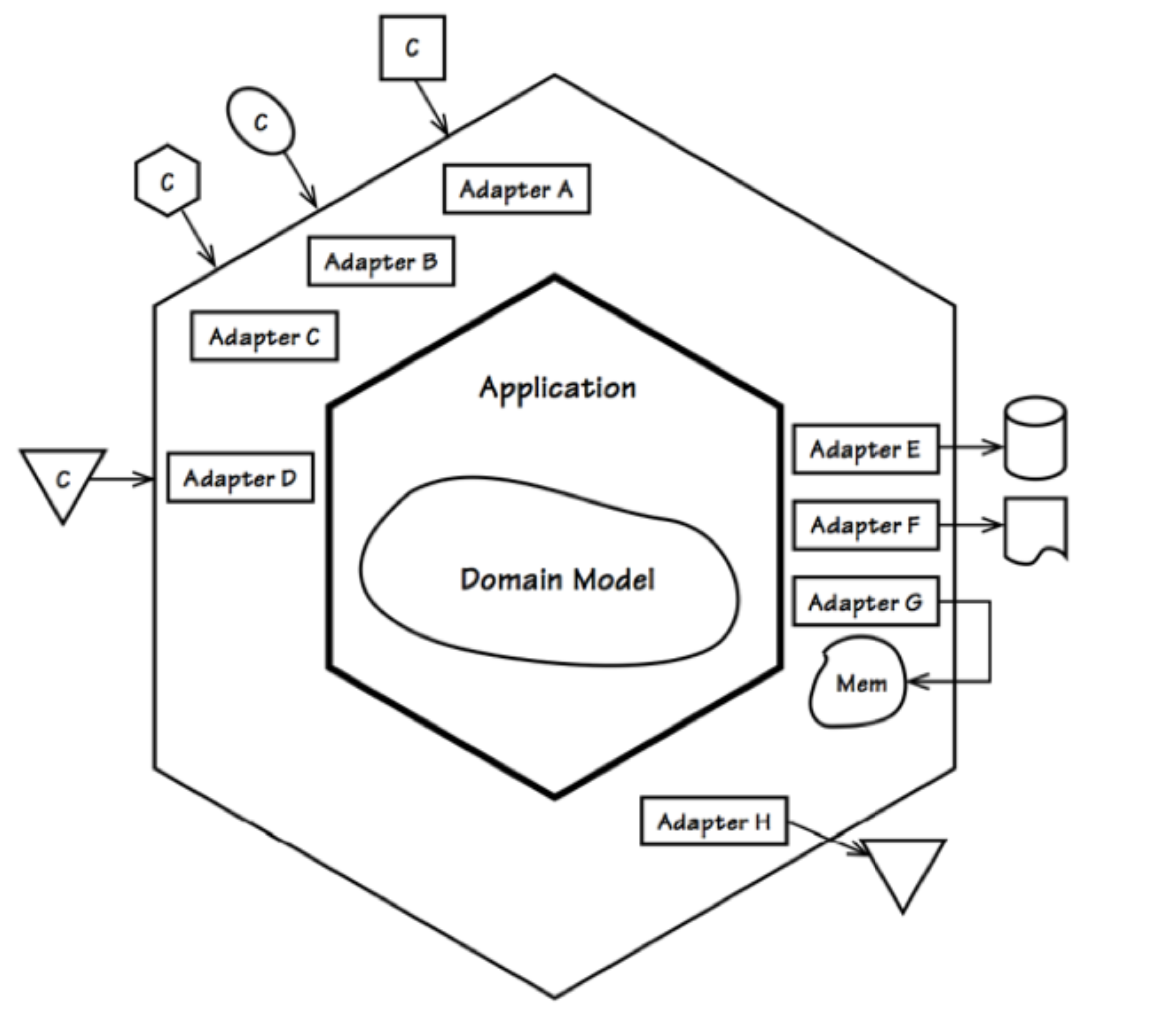 C
C
C
Adapter A
Adapter B
Adapter C
Application
Adapter E
Adapter D
C
Adapter F
Domain Model
Adapter G
Mem
Adapter H